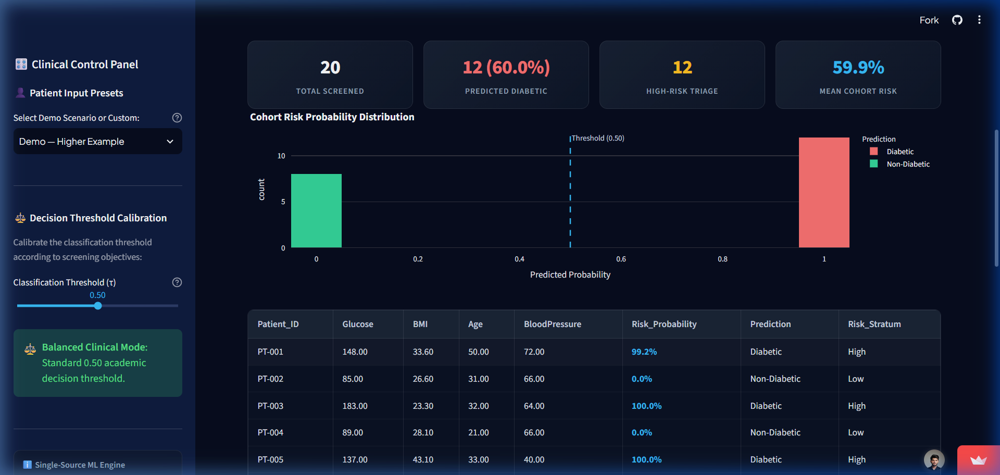 Fork
Clinical Control Panel
Patient Input Presets
Select Demo Scenario or Custom:
Demo — Higher Example
Decision Threshold Calibration
Calibrate the classification threshold
according to screening objectives:
Classification Threshold (τ)
0.50
Balanced Clinical Mode:
Standard 0.50 academic
decision threshold.
Single-Source ML Engine
20
TOTAL SCREENED
12 (60.0%)
PREDICTED DIABETIC
12
HIGH-RISK TRIAGE
59.9%
MEAN COHORT RISK
Cohort Risk Probability Distribution
Threshold (0.50)
Prediction
Diabetic
Non-Diabetic
count
10
5
0
0 0.2 0.4 0.6 0.8 1
Predicted Probability
Patient_ID Glucose BMI Age BloodPressure Risk_Probability Prediction Risk_Stratum
PT-001 148.00 33.60 50.00 72.00 99.2% Diabetic High
PT-002 85.00 26.60 31.00 66.00 0.0% Non-Diabetic Low
PT-003 183.00 23.30 32.00 64.00 100.0% Diabetic High
PT-004 89.00 28.10 21.00 66.00 0.0% Non-Diabetic Low
PT-005 137.00 43.10 33.00 40.00 100.0% Diabetic High